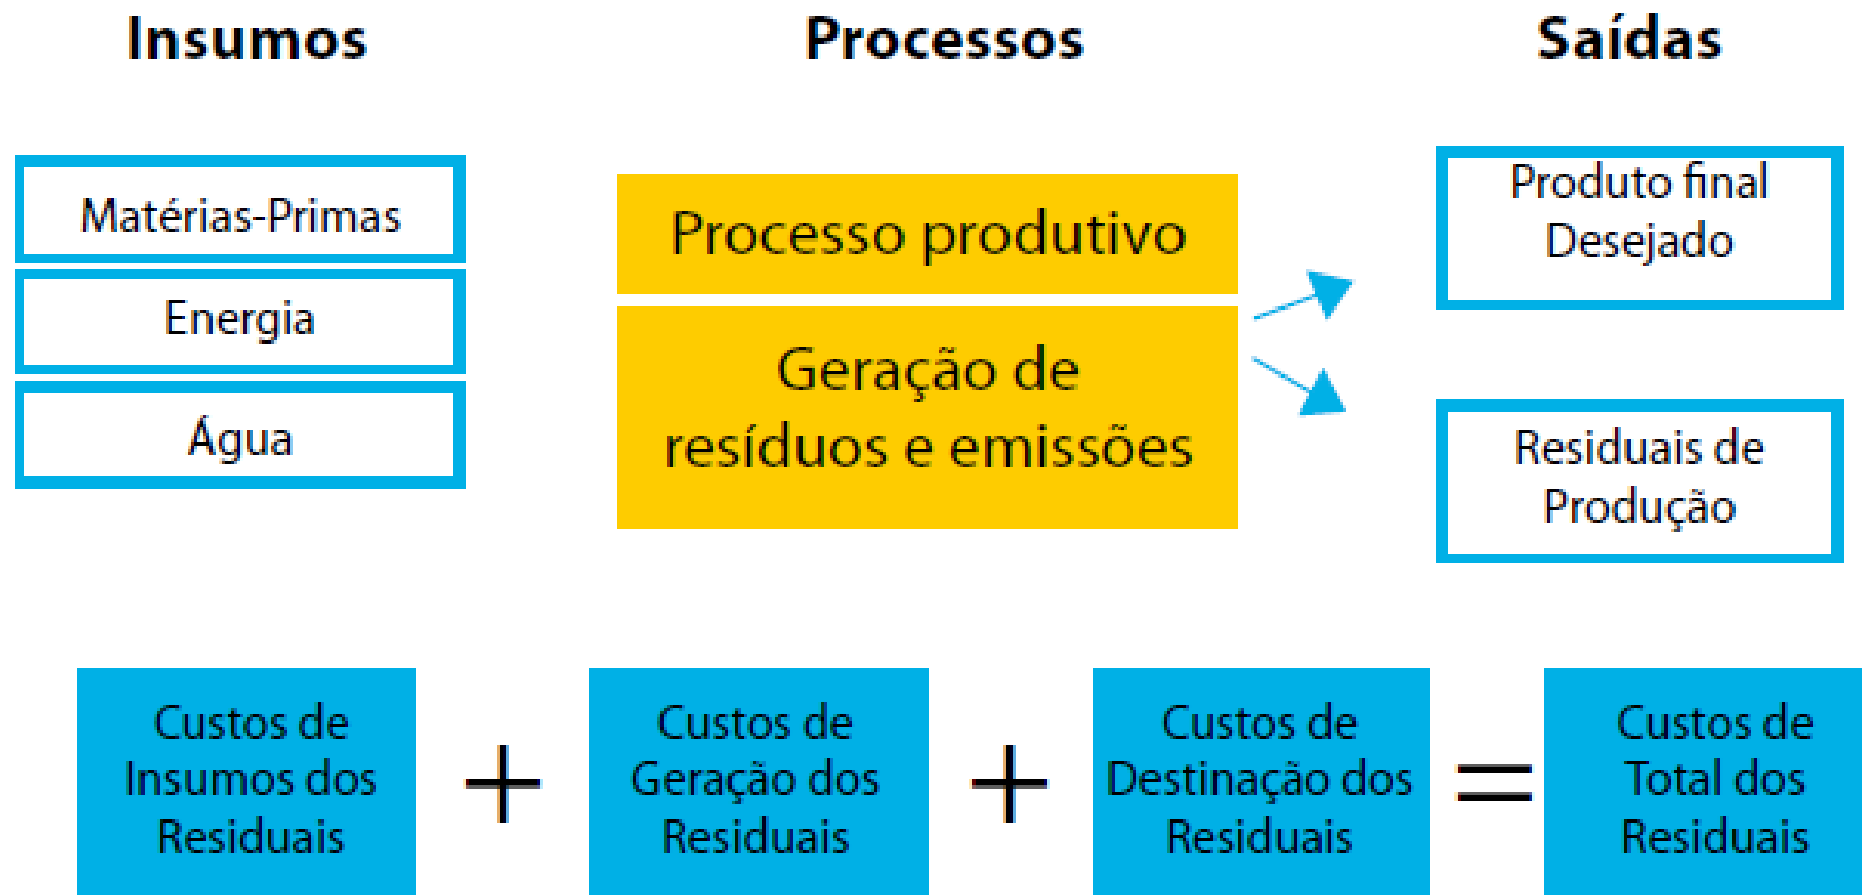 Insumos
Processos
Saídas
Matérias-Primas
Energia
Água
Processo produtivo
Geração de
resíduos e emissões
Produto final
Desejado
Residuais de
Produção
Custos de
Insumos dos
Residuais
+
Custos de
Geração dos
Residuais
+
Custos de
Destinação dos
Residuais
=
Custos de
Total dos
Residuais